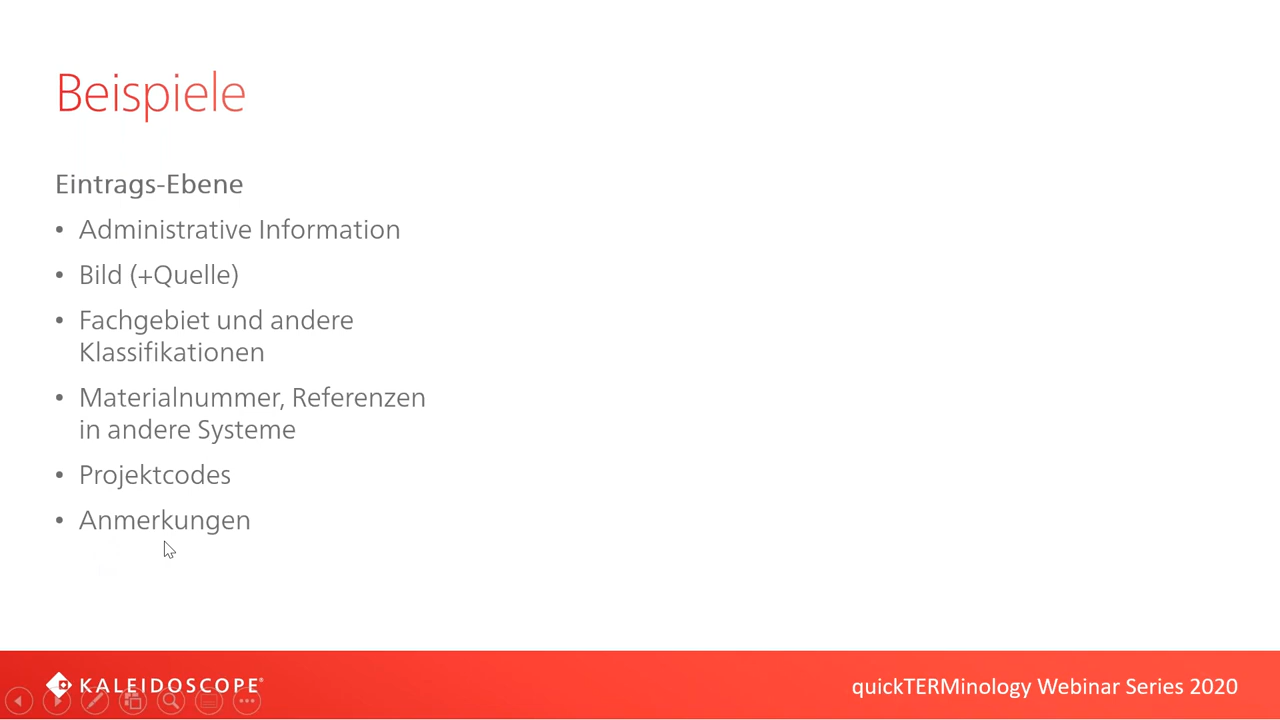 Beispiele
Eintrags-Ebene
• Administrative Information
• Bild (+Quelle)
• Fachgebiet und andere
Klassifikationen
• Materialnummer, Referenzen
in andere Systeme
• Projektcodes
• Anmerkungen
KALEIDOSCOPE®
quickTERMinology Webinar Series 2020